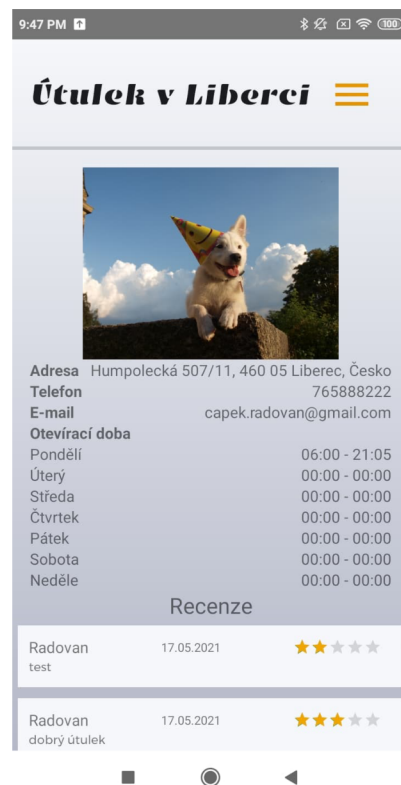 9:47 PM 100
Útulek v Liberci
Adresa Humpolecká 507/11, 460 05 Liberec, Česko
Telefon 765888222
E-mail capek.radovan@gmail.com
Otevírací doba
Pondělí 06:00 - 21:05
Úterý 00:00 - 00:00
Středa 00:00 - 00:00
Čtvrtek 00:00 - 00:00
Pátek 00:00 - 00:00
Sobota 00:00 - 00:00
Neděle 00:00 - 00:00
Recenze
Radovan 17.05.2021
test
Radovan 17.05.2021
dobrý útulek